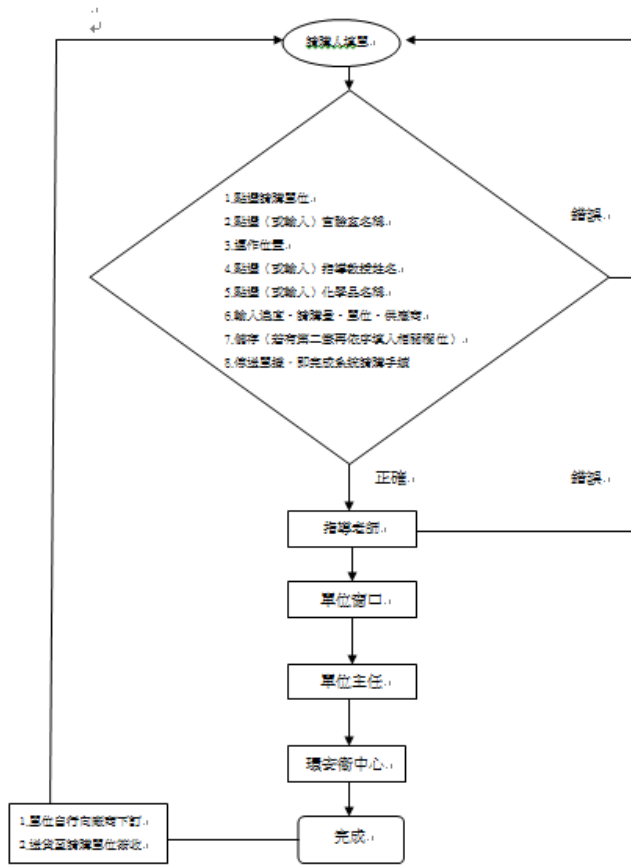 請購人填單
1.點選請購單位
2.點選（或輸入）實驗室名稱
3.運作位置
4.點選（或輸入）指導教授姓名
5.點選（或輸入）化學品名稱
6.輸入濃度、請購量、單位、供應商
7.儲存（若有第二筆再依序填入相關欄位）
8.傳送單據，即完成系統請購手續
錯誤
正確
錯誤
指導老師
單位窗口
單位主任
環安衛中心
1.單位自行向廠商下訂
2.送貨至請購單位簽收
完成